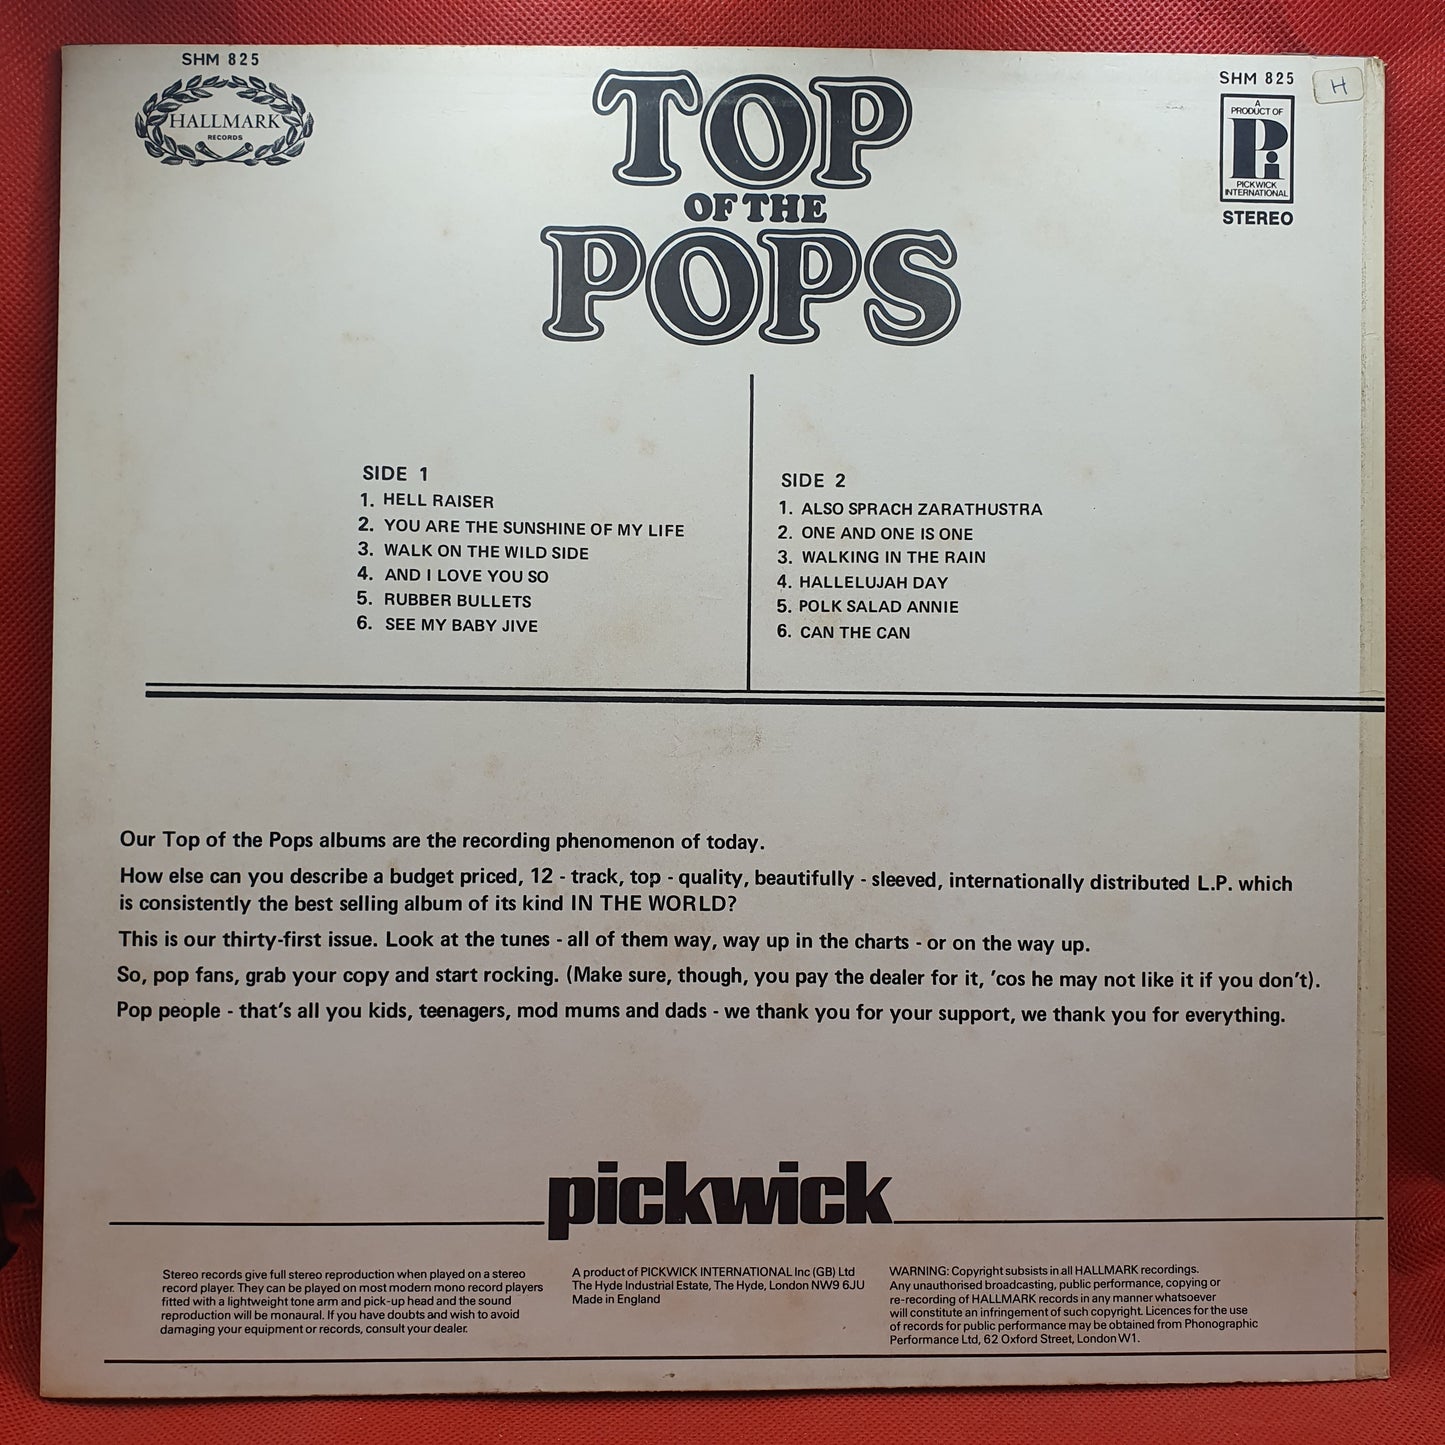 SHM 825
HALLMARK
RECORDS
TOP
OF THE
POPS
SHM 825
H
A
PRODUCT OF
Pi
PICKWICK
INTERNATIONAL
STEREO
SIDE 1
1. HELL RAISER
2. YOU ARE THE SUNSHINE OF MY LIFE
3. WALK ON THE WILD SIDE
4. AND I LOVE YOU SO
5. RUBBER BULLETS
6. SEE MY BABY JIVE
SIDE 2
1. ALSO SPRACH ZARATHUSTRA
2. ONE AND ONE IS ONE
3. WALKING IN THE RAIN
4. HALLELUJAH DAY
5. POLK SALAD ANNIE
6. CAN THE CAN
Our Top of the Pops albums are the recording phenomenon of today.
How else can you describe a budget priced, 12 - track, top - quality, beautifully - sleeved, internationally distributed L.P. which
is consistently the best selling album of its kind IN THE WORLD?
This is our thirty-first issue. Look at the tunes - all of them way, way up in the charts - or on the way up.
So, pop fans, grab your copy and start rocking. (Make sure, though, you pay the dealer for it, 'cos he may not like it if you don't).
Pop people - that's all you kids, teenagers, mod mums and dads - we thank you for your support, we thank you for everything.
pickwick
Stereo records give full stereo reproduction when played on a stereo
record player. They can be played on most modern mono record players
fitted with a lightweight tone arm and pick-up head and the sound
reproduction will be monaural. If you have doubts and wish to avoid
damaging your equipment or records, consult your dealer.
A product of PICKWICK INTERNATIONAL Inc (GB) Ltd
The Hyde Industrial Estate, The Hyde, London NW9 6JU
Made in England
WARNING: Copyright subsists in all HALLMARK recordings.
Any unauthorised broadcasting, public performance, copying or
re-recording of HALLMARK records in any manner whatsoever
will constitute an infringement of such copyright. Licences for the use
of records for public performance may be obtained from Phonographic
Performance Ltd, 62 Oxford Street, London W1.